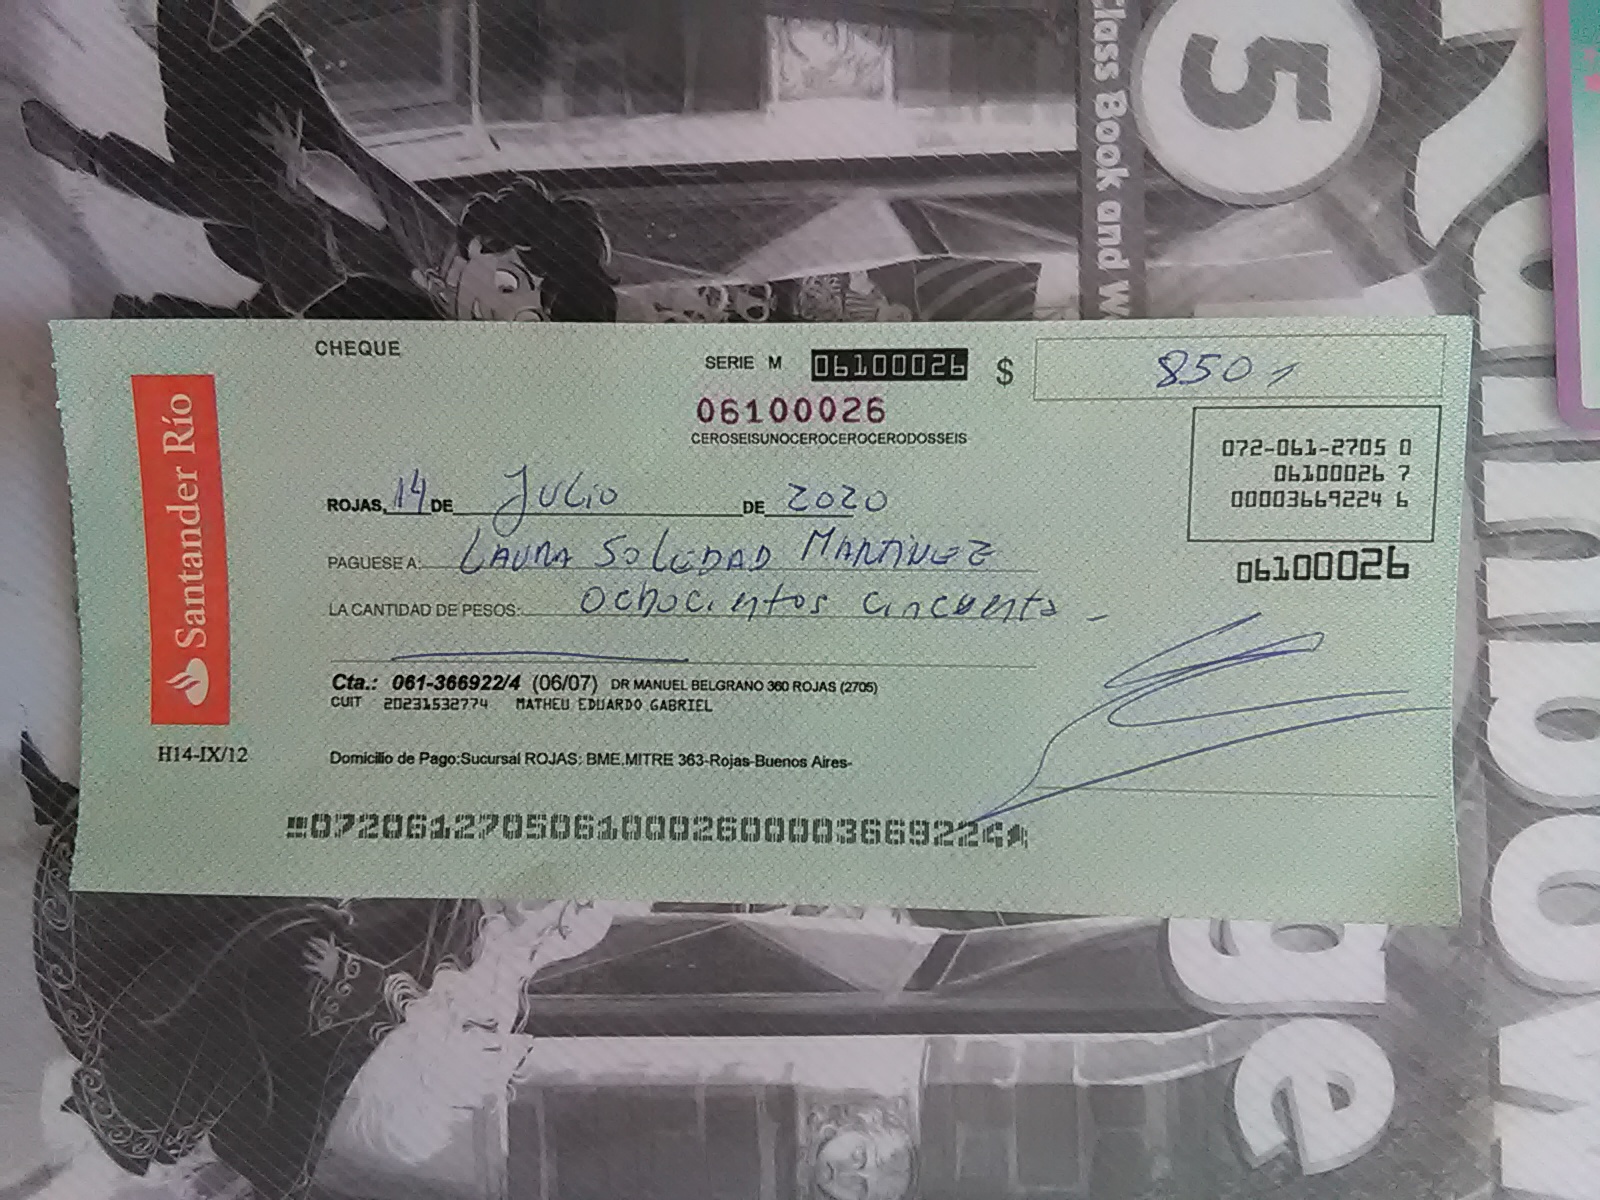 CHEQUE
SERIE M 06100026 $ 850
06100026
CEROSEISUNOCEROCEROCERODOSSEIS
072-061-2705 0
06100026 7
00003669224 6
06100026
ROJAS, 14 DE Julio DE 2020
PAGUESE A: LAURA SOLEDAD MARTINEZ
LA CANTIDAD DE PESOS: Ochocientos cincuenta
Cta.: 061-366922/4 (06/07) DR MANUEL BELGRANO 360 ROJAS (2705)
CUIT 20231532774 MATHEU EDUARDO GABRIEL
Domicilio de Pago:Sucursal ROJAS: BME.MITRE 363-Rojas-Buenos Aires-
07206127050610002600003669224
Santander Río
H14-IX/12
5
Class Book and W